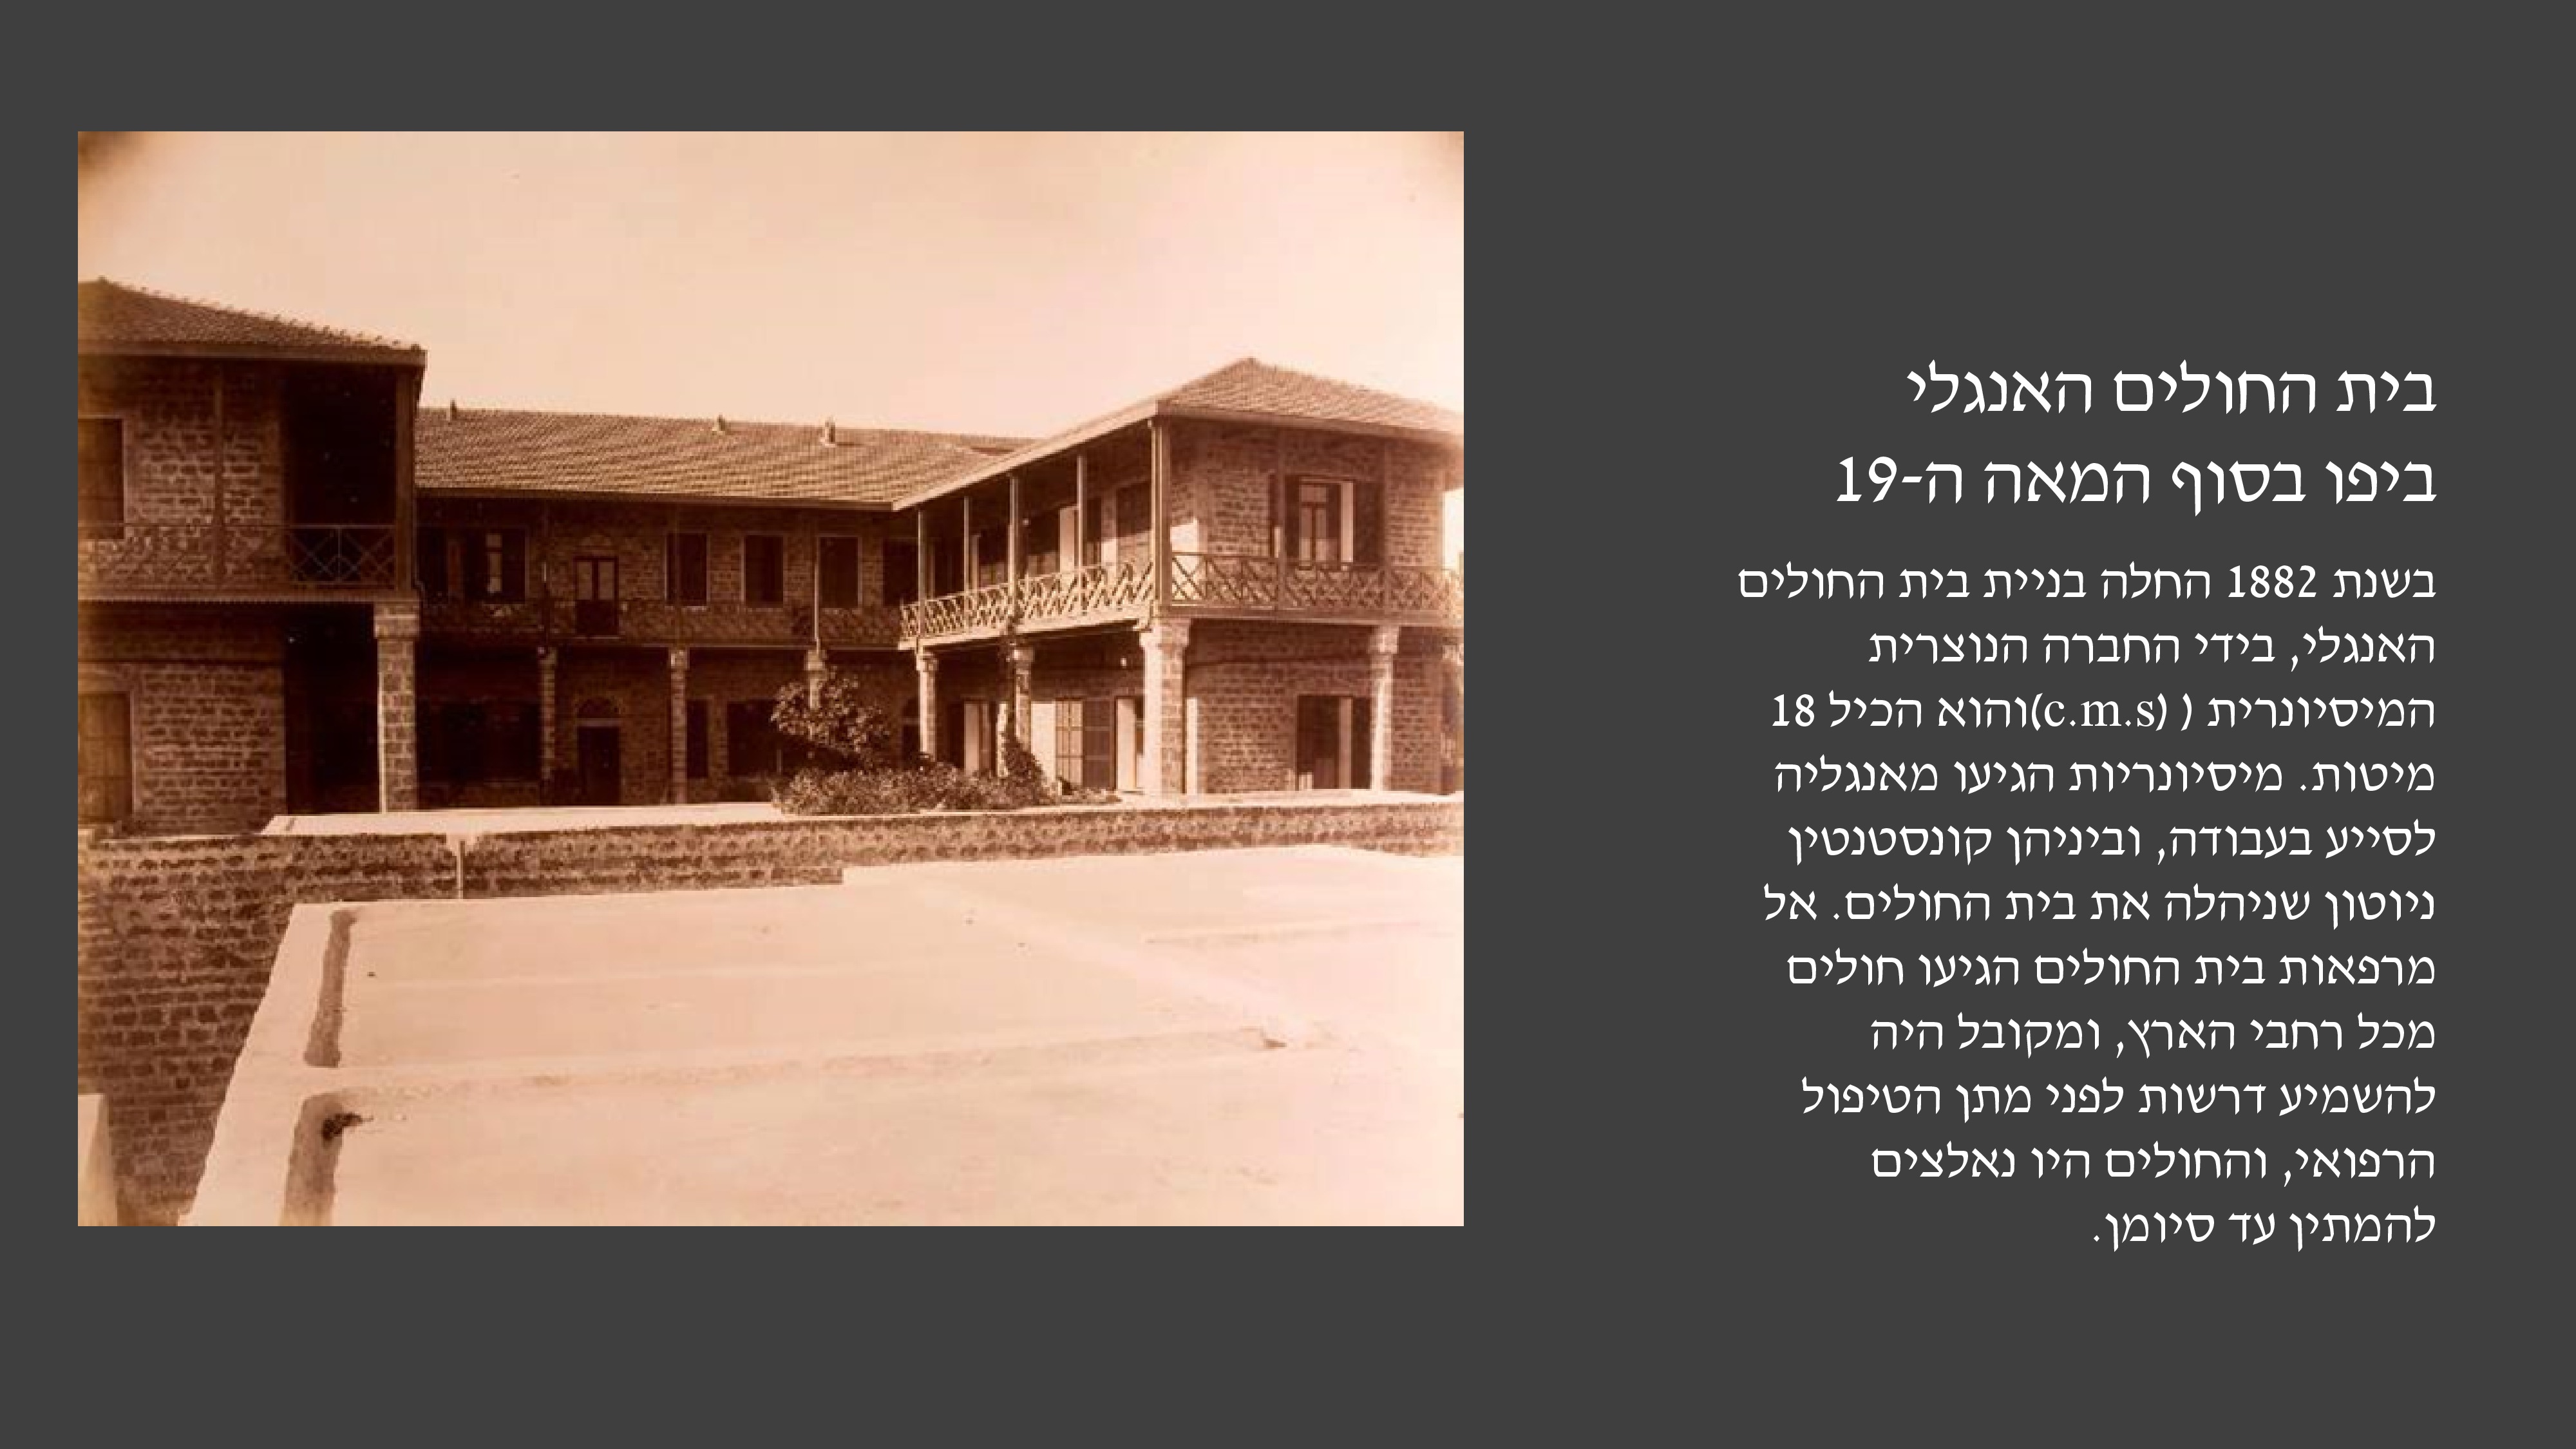 בית החולים האנגלי
ביפו בסוף המאה ה-19
בשנת 1882 החלה בניית בית החולים
האנגלי, בידי החברה הנוצרית
המיסיונרית ( (c.m.s)והוא הכיל 18
מיטות. מיסיונריות הגיעו מאנגליה
לסייע בעבודה, וביניהן קונסטנטין
ניוטון שניהלה את בית החולים. אל
מרפאות בית החולים הגיעו חולים
מכל רחבי הארץ, ומקובל היה
להשמיע דרשות לפני מתן הטיפול
הרפואי, והחולים היו נאלצים
להמתין עד סיומן.